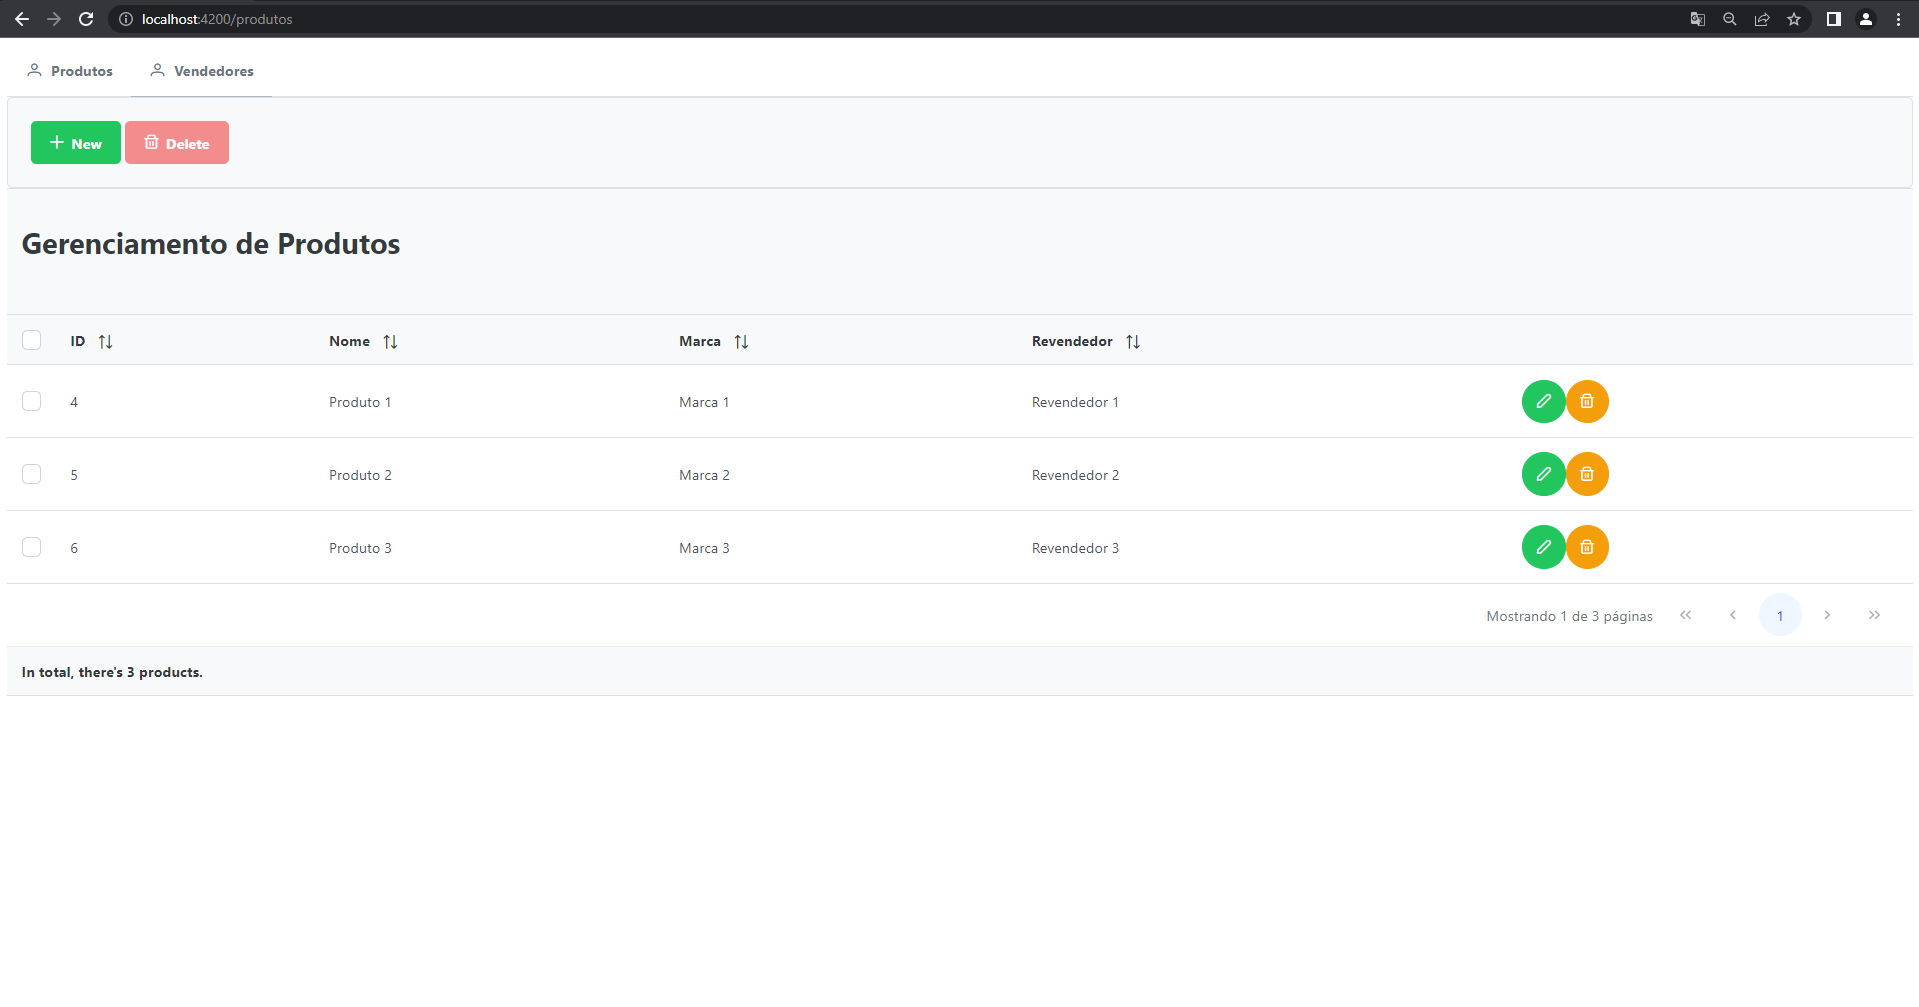 localhost:4200/produtos
Produtos Vendedores
New Delete
Gerenciamento de Produtos
ID Nome Marca Revendedor
4 Produto 1 Marca 1 Revendedor 1
5 Produto 2 Marca 2 Revendedor 2
6 Produto 3 Marca 3 Revendedor 3
Mostrando 1 de 3 páginas « ‹ 1 › »
In total, there's 3 products.